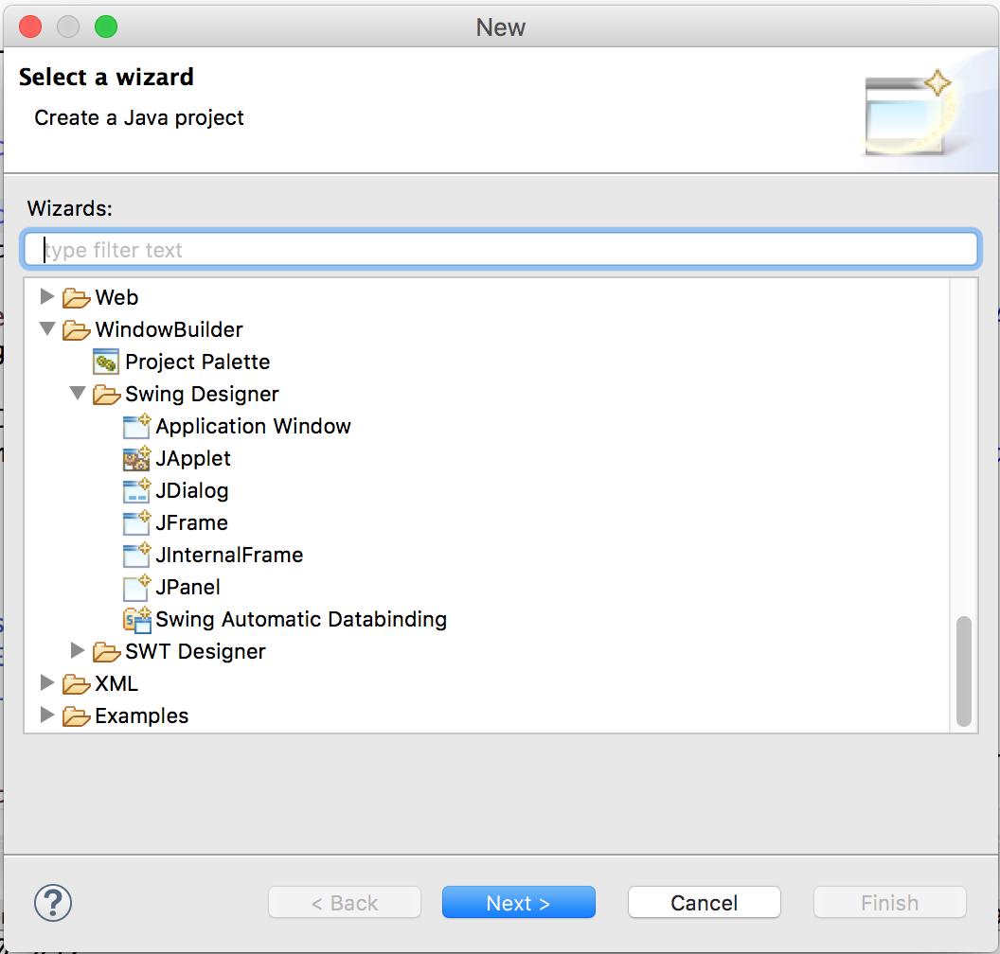 New
Select a wizard
Create a Java project
Wizards:
type filter text
Web
WindowBuilder
Project Palette
Swing Designer
Application Window
JApplet
JDialog
JFrame
JInternalFrame
JPanel
Swing Automatic Databinding
SWT Designer
XML
Examples
?
< Back
Next >
Cancel
Finish